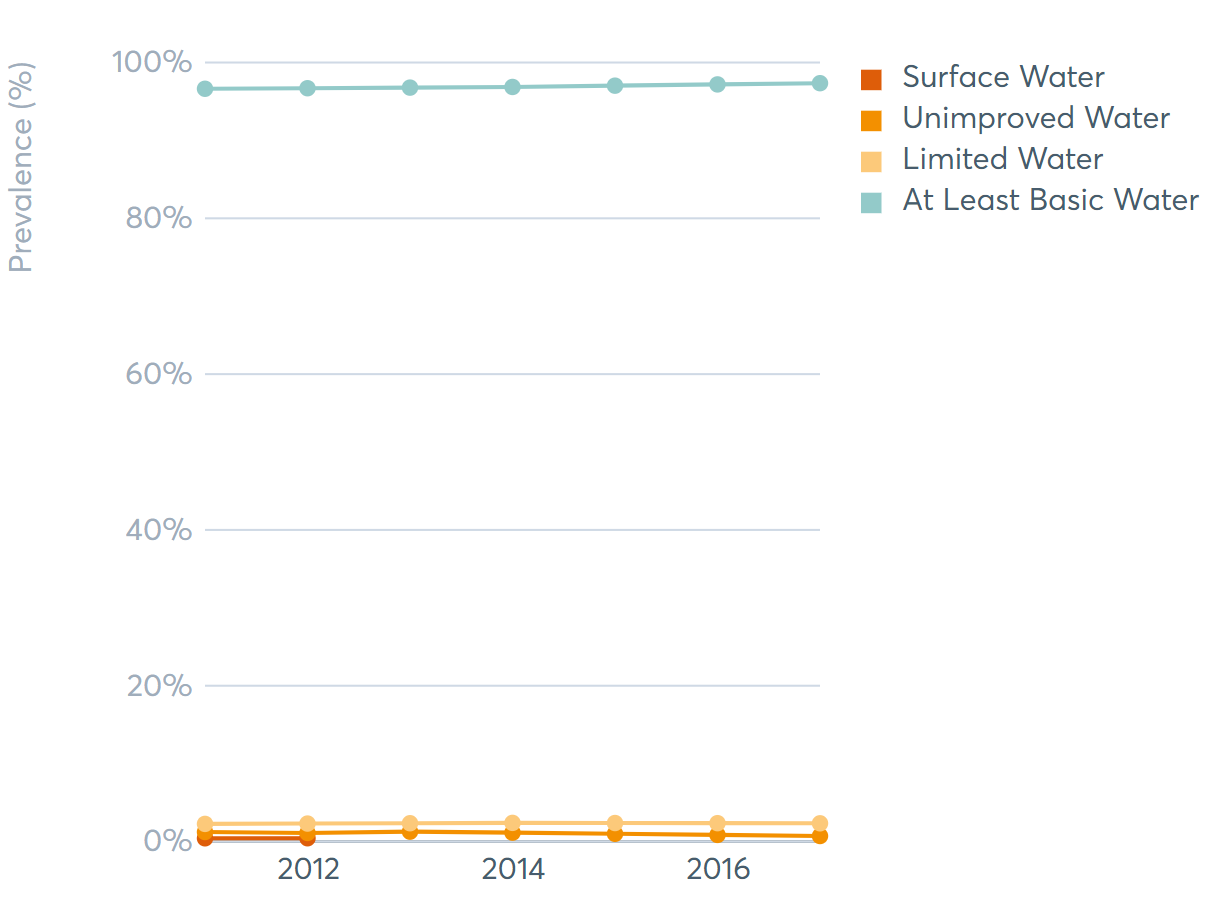 Prevalence (%)
100%
80%
60%
40%
20%
0%
2012
2014
2016
Surface Water
Unimproved Water
Limited Water
At Least Basic Water